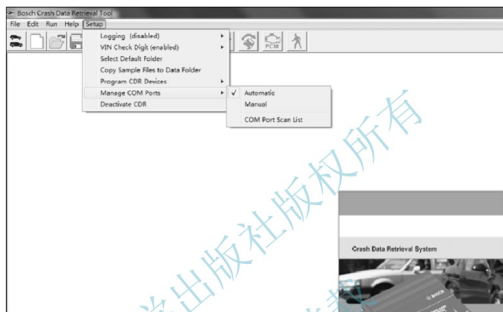 Bosch Crash Data Retrieval Tool
File Edit Run Help Setup
Logging (disabled)
VIN Check Digit (enabled)
Select Default Folder
Copy Sample Files to Data Folder
Program CDR Devices
Manage COM Ports
Deactivate CDR
✓ Automatic
Manual
COM Port Scan List
PCM
Crash Data Retrieval System
BOSCH
学出版社版权所有